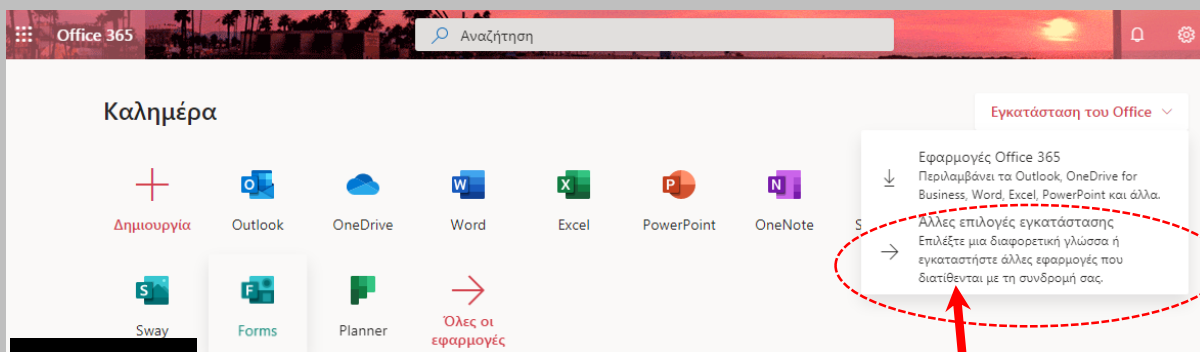 Office 365
Αναζήτηση
Καλημέρα
Εγκατάσταση του Office
Εφαρμογές Office 365
Περιλαμβάνει τα Outlook, OneDrive for
Business, Word, Excel, PowerPoint και άλλα.
Άλλες επιλογές εγκατάστασης
Επιλέξτε μια διαφορετική γλώσσα ή
εγκαταστήστε άλλες εφαρμογές που
διατίθενται με τη συνδρομή σας.
Δημιουργία
Outlook
OneDrive
Word
Excel
PowerPoint
OneNote
Sway
Forms
Planner
Όλες οι
εφαρμογές